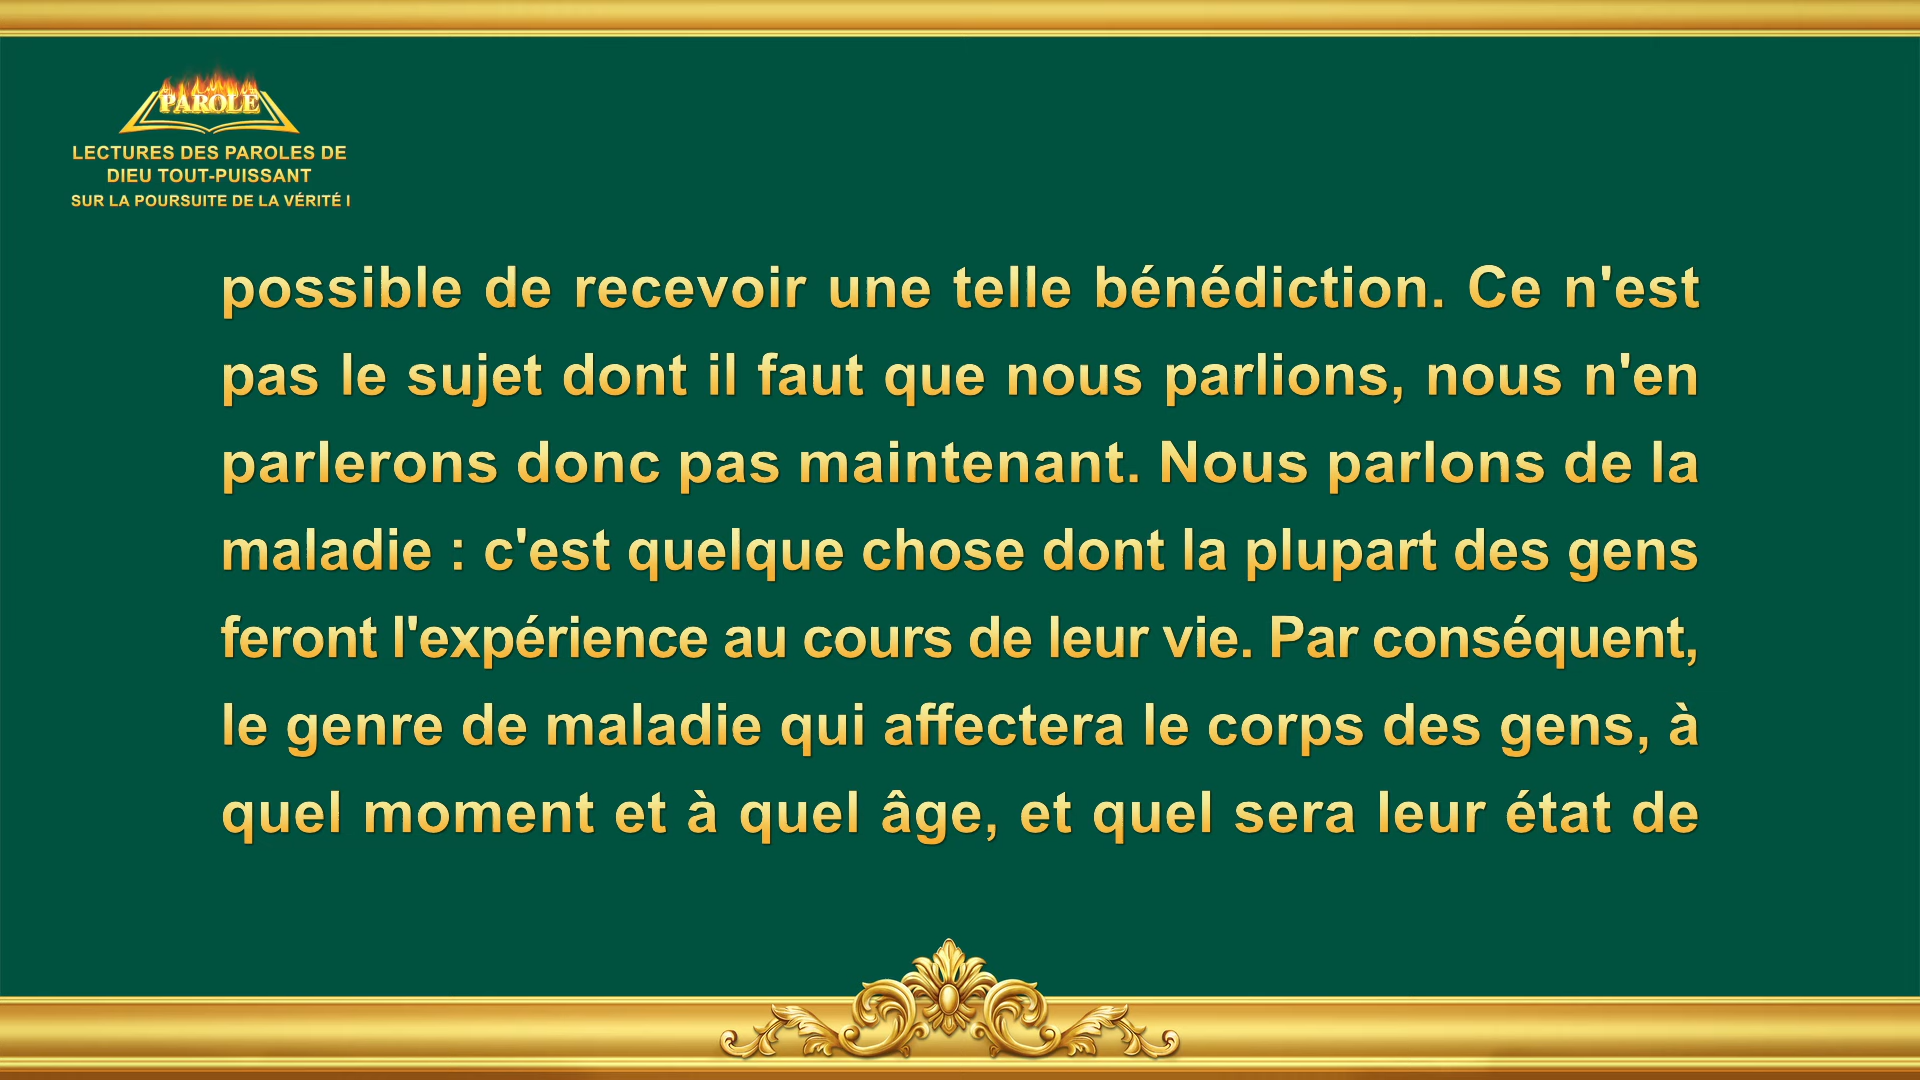 PAROLE
LECTURES DES PAROLES DE
DIEU TOUT-PUISSANT
SUR LA POURSUITE DE LA VÉRITÉ I
possible de recevoir une telle bénédiction. Ce n'est
pas le sujet dont il faut que nous parlions, nous n'en
parlerons donc pas maintenant. Nous parlons de la
maladie : c'est quelque chose dont la plupart des gens
feront l'expérience au cours de leur vie. Par conséquent,
le genre de maladie qui affectera le corps des gens, à
quel moment et à quel âge, et quel sera leur état de